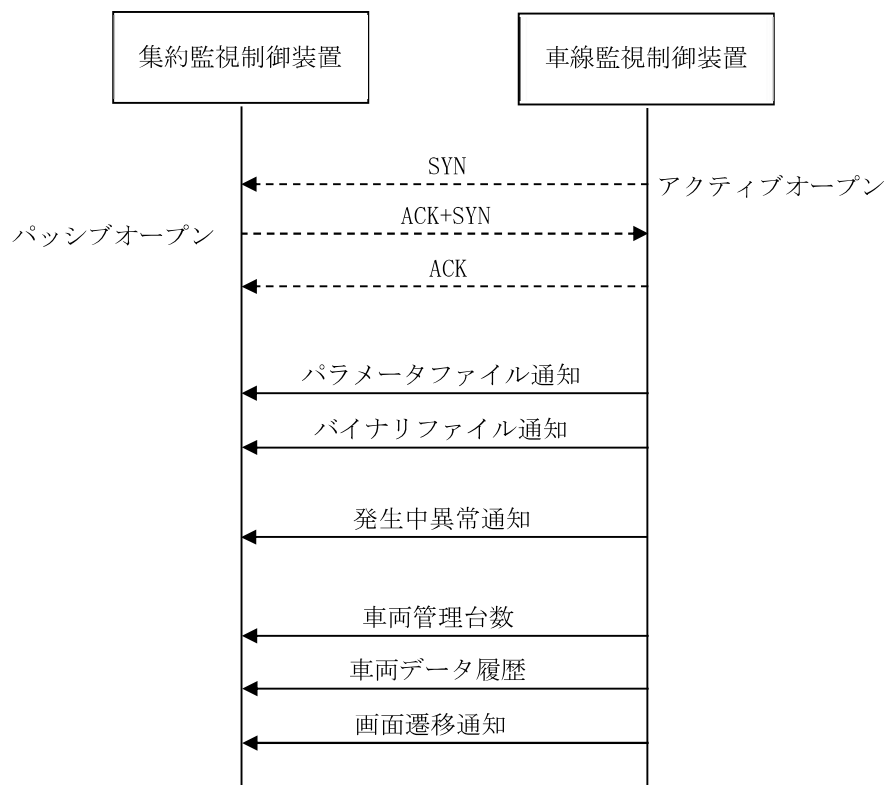 集約監視制御装置
車線監視制御装置
SYN
アクティブオープン
ACK+SYN
パッシブオープン
ACK
パラメータファイル通知
バイナリファイル通知
発生中異常通知
車両管理台数
車両データ履歴
画面遷移通知